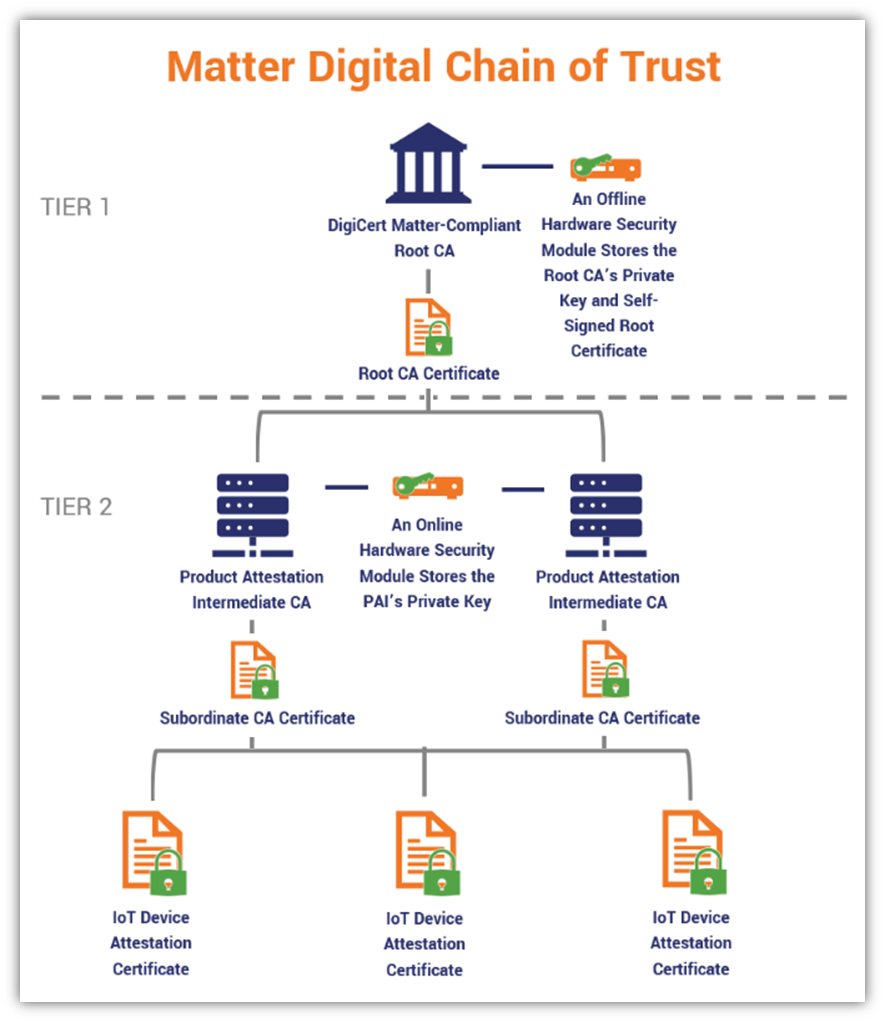 Matter Digital Chain of Trust
TIER 1
DigiCert Matter-Compliant
Root CA
An Offline
Hardware Security
Module Stores the
Root CA's Private
Key and Self-
Signed Root
Certificate
Root CA Certificate
TIER 2
Product Attestation
Intermediate CA
An Online
Hardware Security
Module Stores the
PAI's Private Key
Product Attestation
Intermediate CA
Subordinate CA Certificate
Subordinate CA Certificate
IoT Device
Attestation
Certificate
IoT Device
Attestation
Certificate
IoT Device
Attestation
Certificate